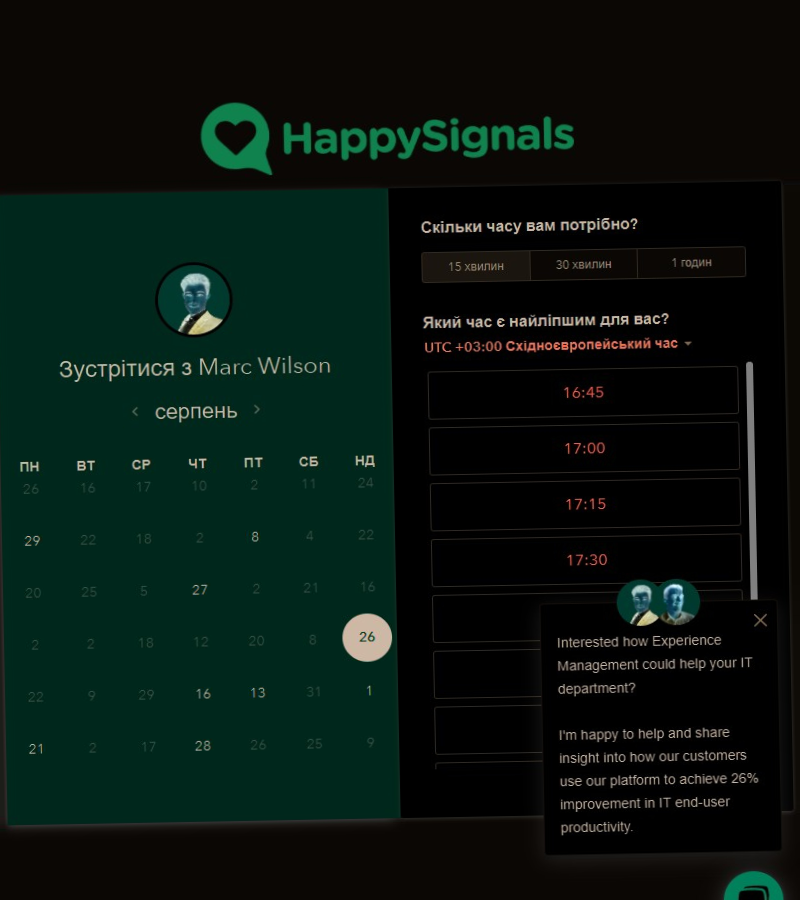 HappySignals
Зустрітися з Marc Wilson
серпень
ПН ВТ СР ЧТ ПТ СБ НД
26 16 17 10 2 11 24
29 22 18 2 8 4 22
20 25 5 27 2 21 16
2 2 18 12 20 8 26
22 9 29 16 13 31 1
21 2 17 28 26 25 9
Скільки часу вам потрібно?
15 хвилин 30 хвилин 1 годин
Який час є найліпшим для вас?
UTC +03:00 Східноєвропейський час
16:45
17:00
17:15
17:30
Interested how Experience
Management could help your IT
department?
I'm happy to help and share
insight into how our customers
use our platform to achieve 26%
improvement in IT end-user
productivity.